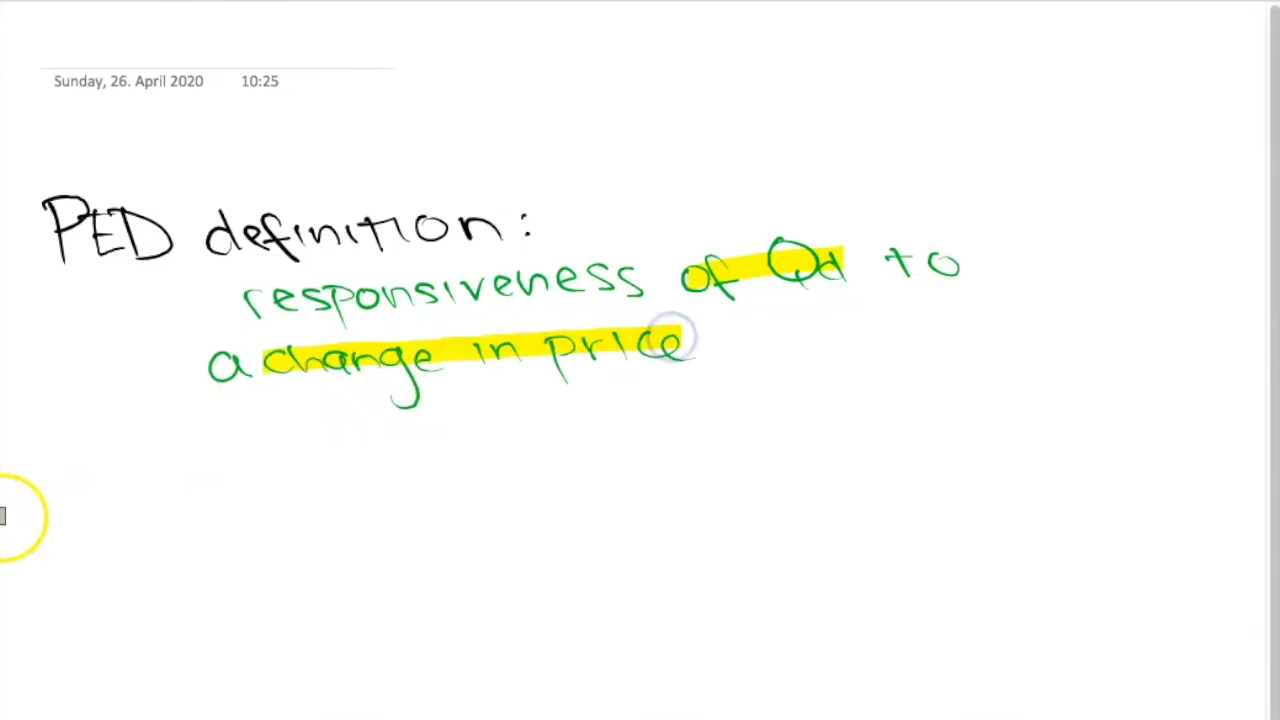 Sunday, 26. April 2020 10:25
PED definition:
responsiveness of Qd to
a change in price